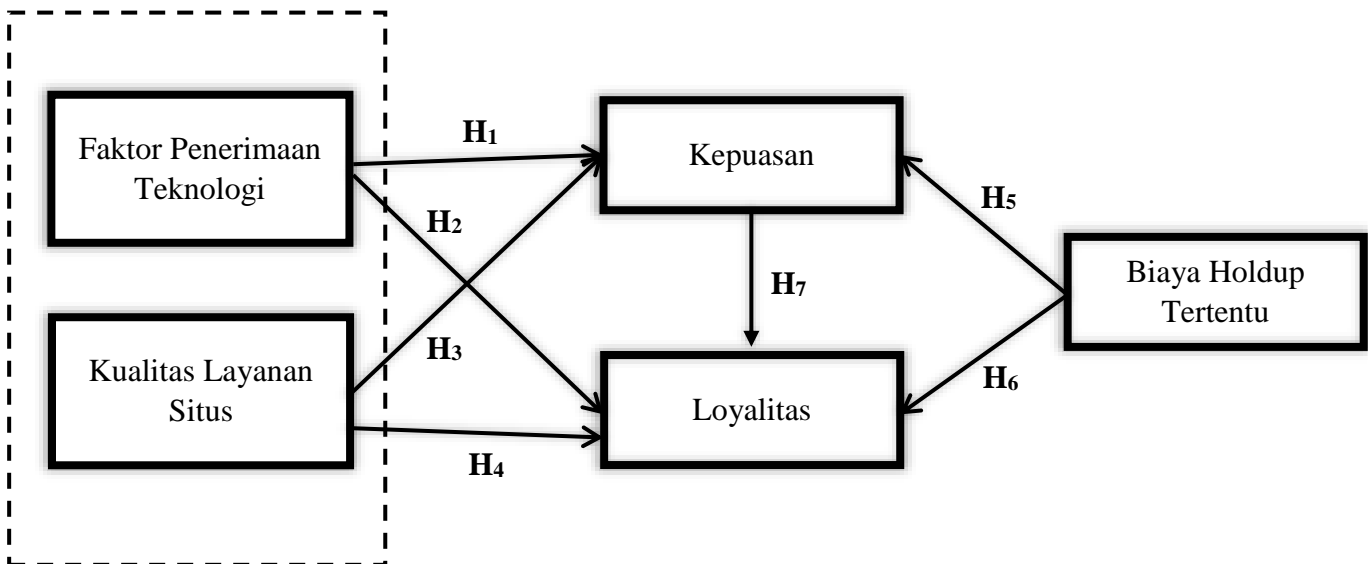 Faktor Penerimaan
Teknologi
H1
Kepuasan
H2
H5
H7
Biaya Holdup
Tertentu
Kualitas Layanan
Situs
H3
Loyalitas
H6
H4